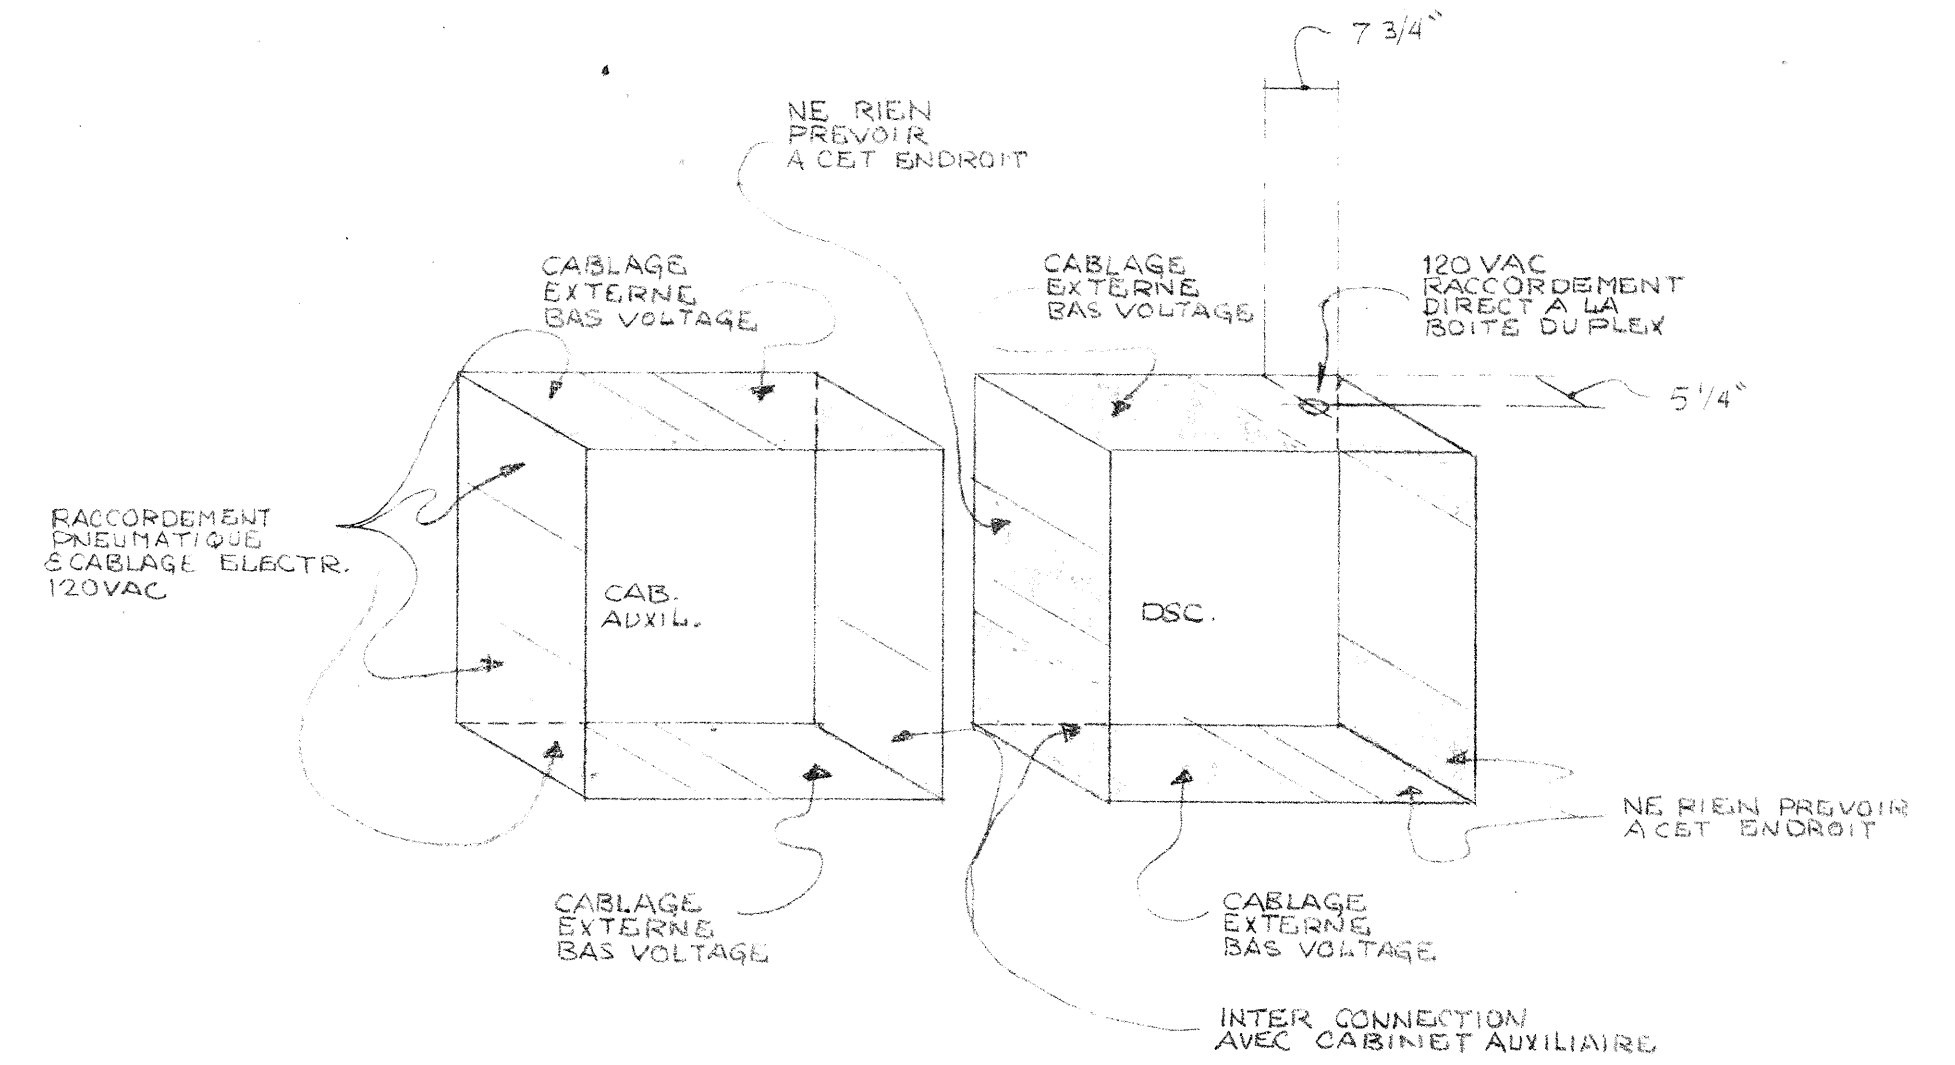 7 3/4"
NE RIEN
PREVOIR
A CET ENDROIT
CABLAGE
EXTERNE
BAS VOLTAGE
CABLAGE
EXTERNE
BAS VOLTAGE
120 VAC
RACCORDEMENT
DIRECT A LA
BOITE DUPLEX
5 1/4"
RACCORDEMENT
PNEUMATIQUE
& CABLAGE ELECTR.
120VAC
CAB.
AUXIL.
DSC.
NE RIEN PREVOIR
A CET ENDROIT
CABLAGE
EXTERNE
BAS VOLTAGE
CABLAGE
EXTERNE
BAS VOLTAGE
INTER CONNECTION
AVEC CABINET AUXILIAIRE